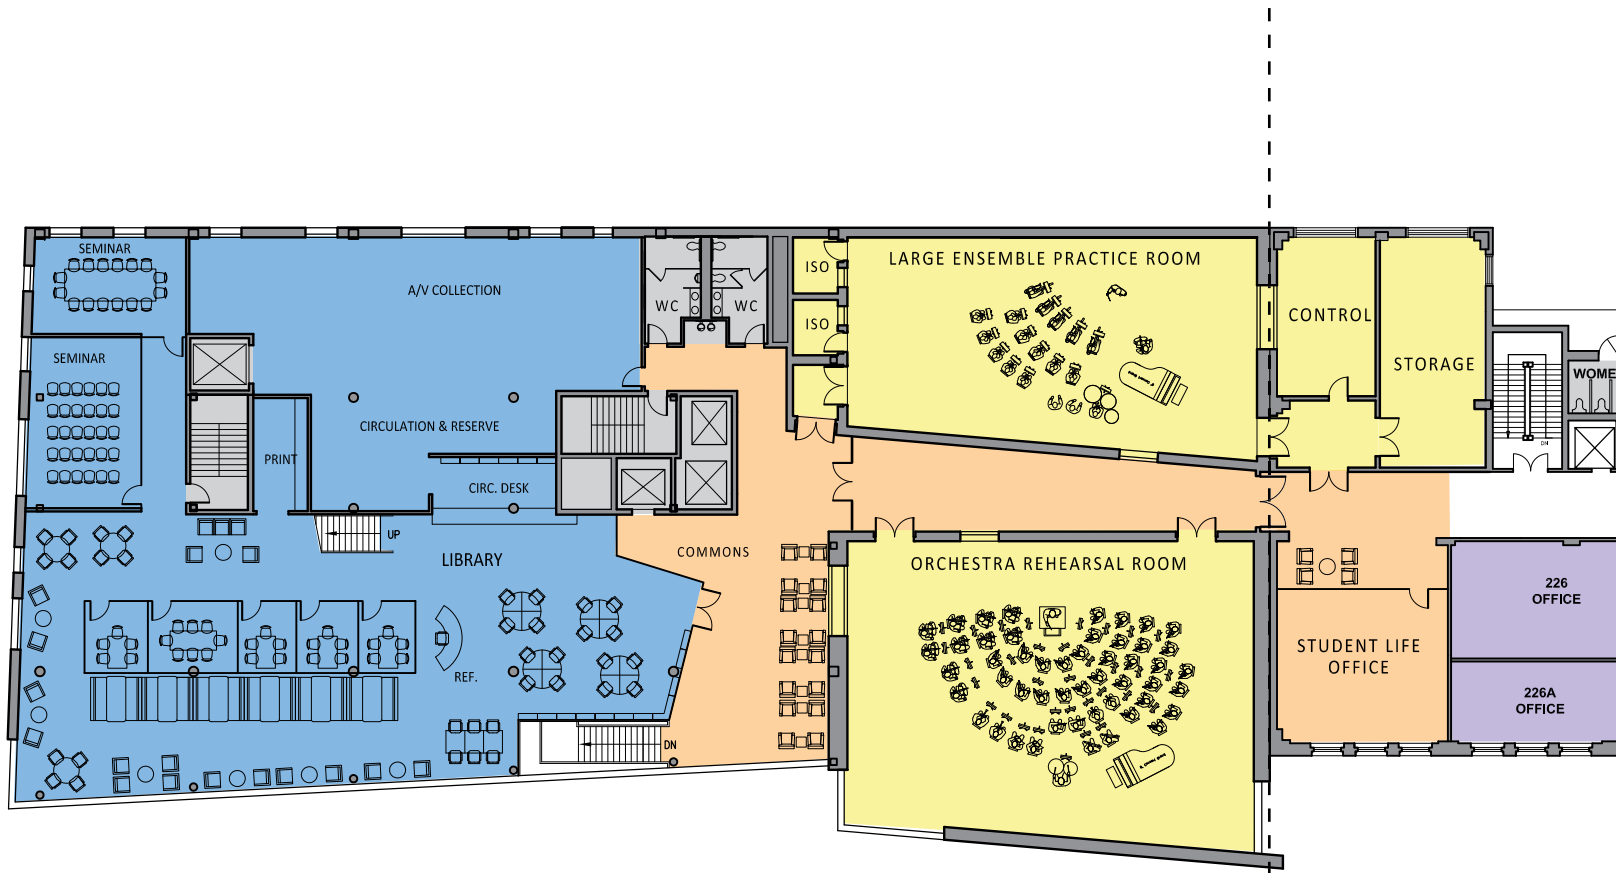 SEMINAR
A/V COLLECTION
SEMINAR
CIRCULATION & RESERVE
PRINT
CIRC. DESK
UP
LIBRARY
REF.
DN
COMMONS
WC
WC
ISO
ISO
LARGE ENSEMBLE PRACTICE ROOM
ORCHESTRA REHEARSAL ROOM
CONTROL
STORAGE
DN
WOME
STUDENT LIFE
OFFICE
226
OFFICE
226A
OFFICE